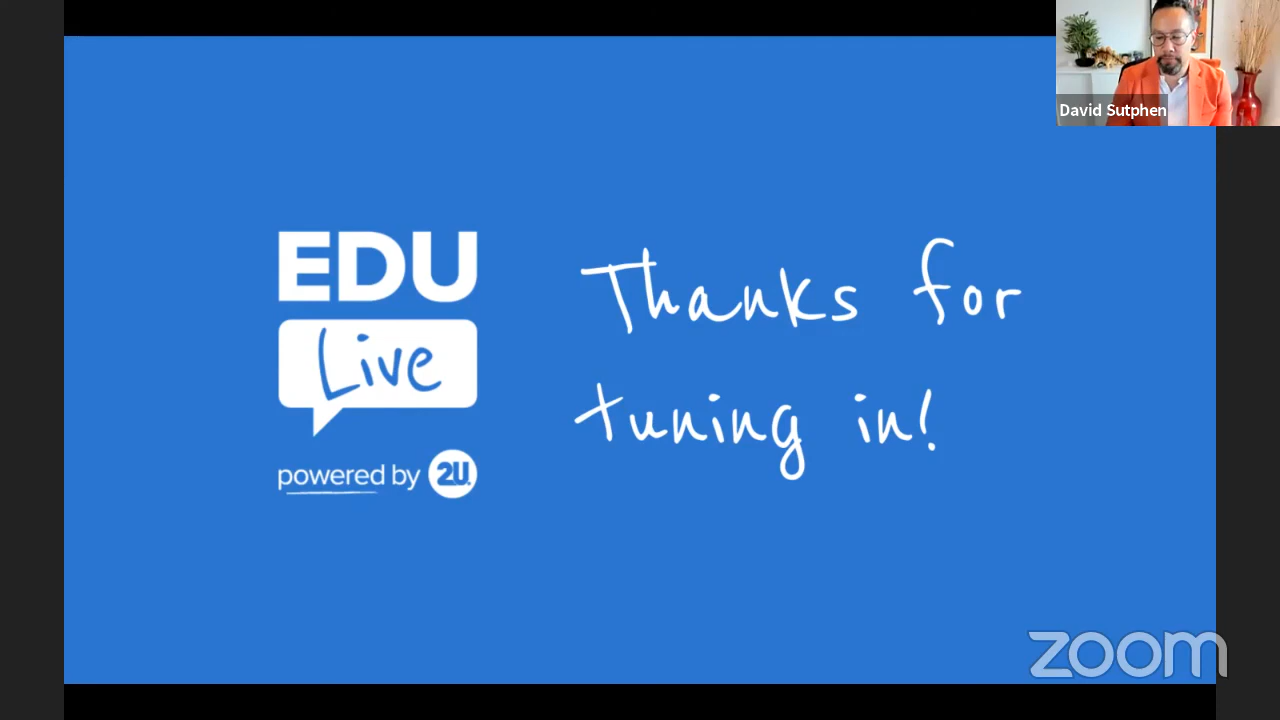 David Sutphen
EDU
Live
powered by 2U.
Thanks for
tuning in!
zoom